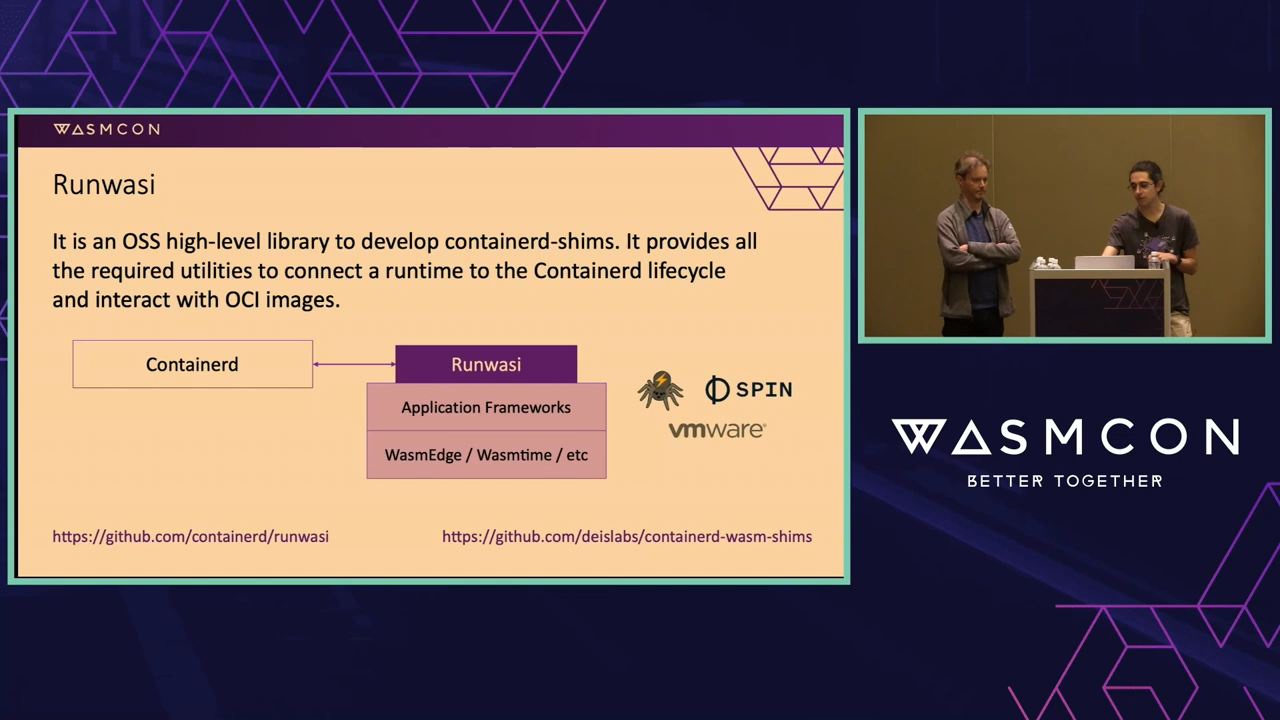 WASMCON
Runwasi
It is an OSS high-level library to develop containerd-shims. It provides all
the required utilities to connect a runtime to the Containerd lifecycle
and interact with OCI images.
Containerd
Runwasi
Application Frameworks
WasmEdge / Wasmtime / etc
SPIN
vmware®
https://github.com/containerd/runwasi
https://github.com/deislabs/containerd-wasm-shims
WASMCON
BETTER TOGETHER